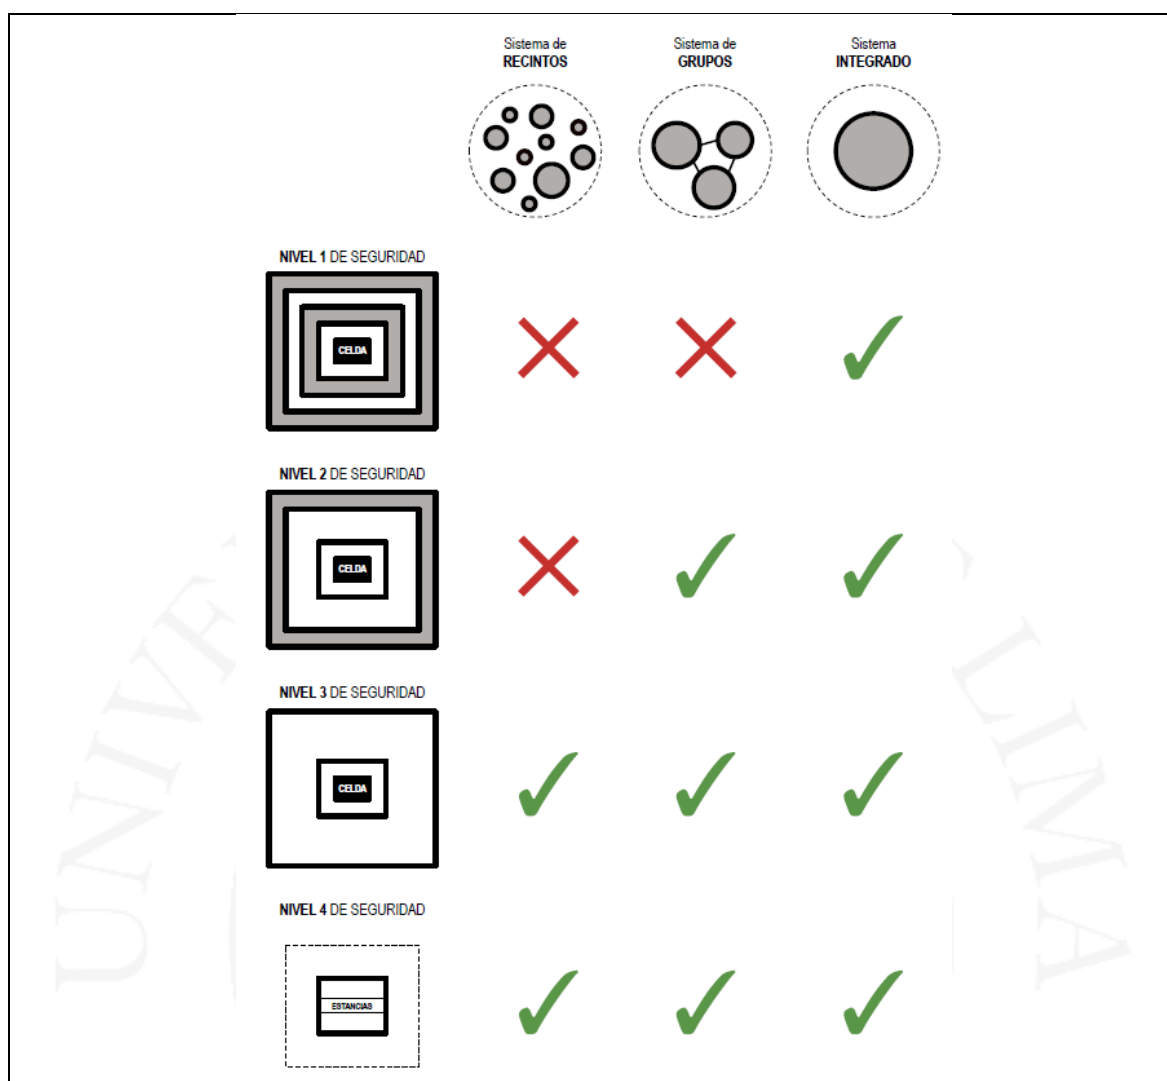 Sistema de
RECINTOS
Sistema de
GRUPOS
Sistema
INTEGRADO
NIVEL 1 DE SEGURIDAD
CELDA
NIVEL 2 DE SEGURIDAD
CELDA
NIVEL 3 DE SEGURIDAD
CELDA
NIVEL 4 DE SEGURIDAD
ESTANCIAS
LIMA